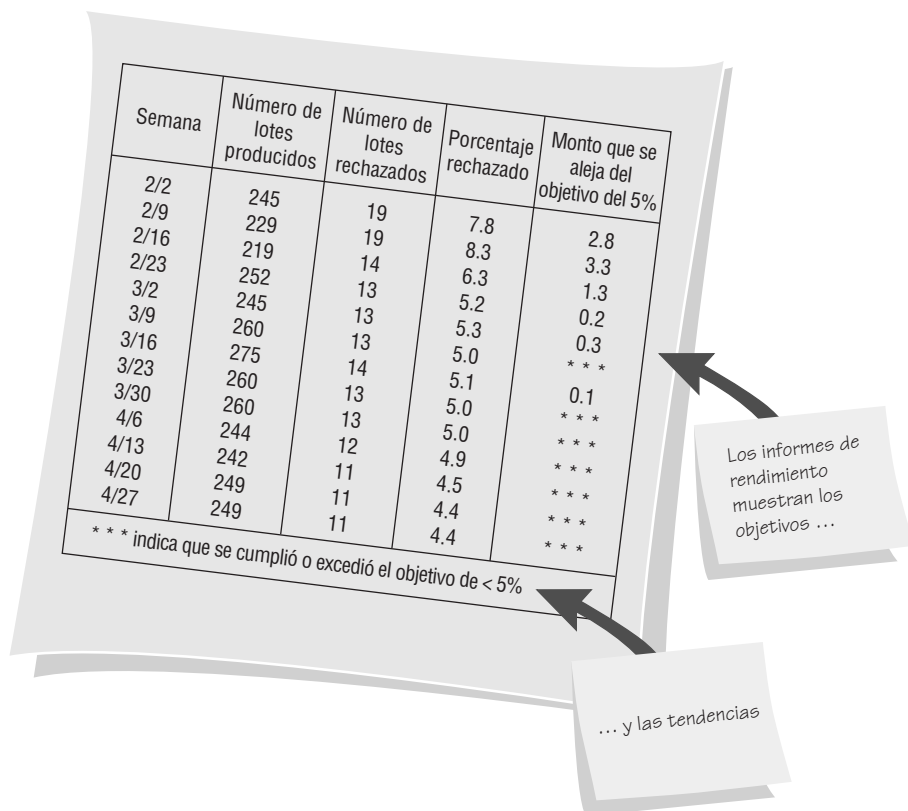 Semana Número de lotes producidos Número de lotes rechazados Porcentaje rechazado Monto que se aleja del objetivo del 5%
2/2 245 19 7.8 2.8
2/9 229 19 8.3 3.3
2/16 219 14 6.3 1.3
2/23 252 13 5.2 0.2
3/2 245 13 5.3 0.3
3/9 260 13 5.0 * * *
3/16 275 14 5.1 0.1
3/23 260 13 5.0 * * *
3/30 260 13 5.0 * * *
4/6 244 12 4.9 * * *
4/13 242 11 4.5 * * *
4/20 249 11 4.4 * * *
4/27 249 11 4.4 * * *
* * * indica que se cumplió o excedió el objetivo de < 5%
Los informes de
rendimiento
muestran los
objetivos …
… y las tendencias